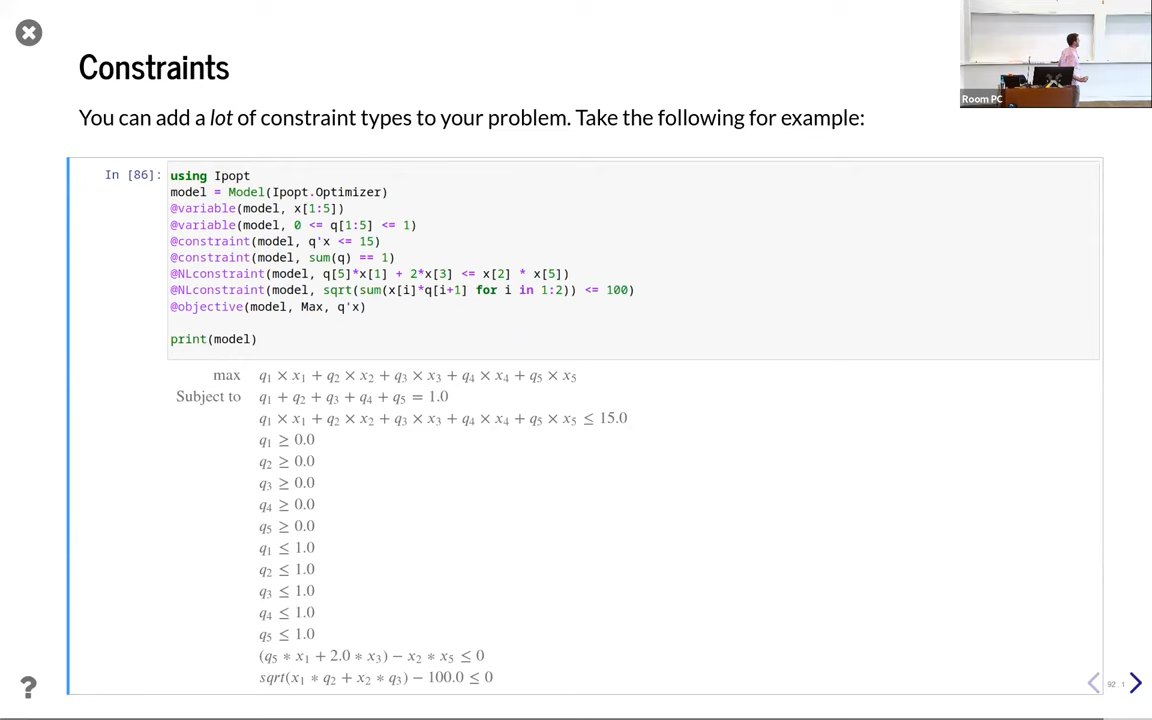 Constraints
Room PC
You can add a lot of constraint types to your problem. Take the following for example:
In [86]:
using Ipopt
model = Model(Ipopt.Optimizer)
@variable(model, x[1:5])
@variable(model, 0 <= q[1:5] <= 1)
@constraint(model, q'x <= 15)
@constraint(model, sum(q) == 1)
@NLconstraint(model, q[5]*x[1] + 2*x[3] <= x[2] * x[5])
@NLconstraint(model, sqrt(sum(x[i]*q[i+1] for i in 1:2)) <= 100)
@objective(model, Max, q'x)
print(model)
max q₁ × x₁ + q₂ × x₂ + q₃ × x₃ + q₄ × x₄ + q₅ × x₅
Subject to q₁ + q₂ + q₃ + q₄ + q₅ = 1.0
q₁ × x₁ + q₂ × x₂ + q₃ × x₃ + q₄ × x₄ + q₅ × x₅ ≤ 15.0
q₁ ≥ 0.0
q₂ ≥ 0.0
q₃ ≥ 0.0
q₄ ≥ 0.0
q₅ ≥ 0.0
q₁ ≤ 1.0
q₂ ≤ 1.0
q₃ ≤ 1.0
q₄ ≤ 1.0
q₅ ≤ 1.0
(q₅ * x₁ + 2.0 * x₃) − x₂ * x₅ ≤ 0
sqrt(x₁ * q₂ + x₂ * q₃) − 100.0 ≤ 0
?
92 1